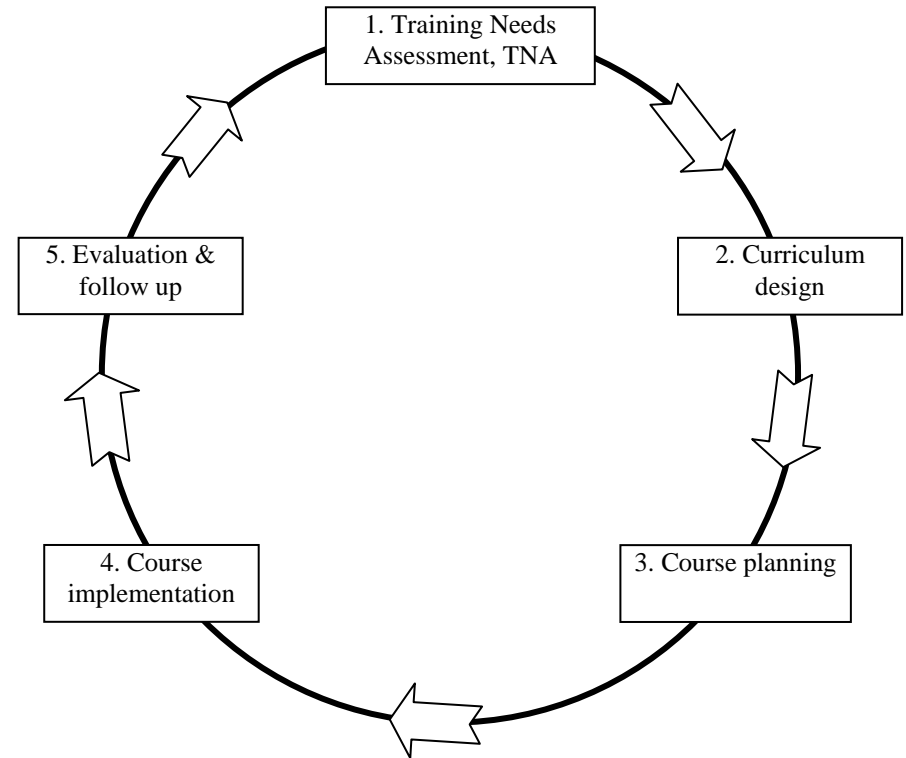 1. Training Needs
Assessment, TNA
2. Curriculum
design
3. Course planning
4. Course
implementation
5. Evaluation &
follow up